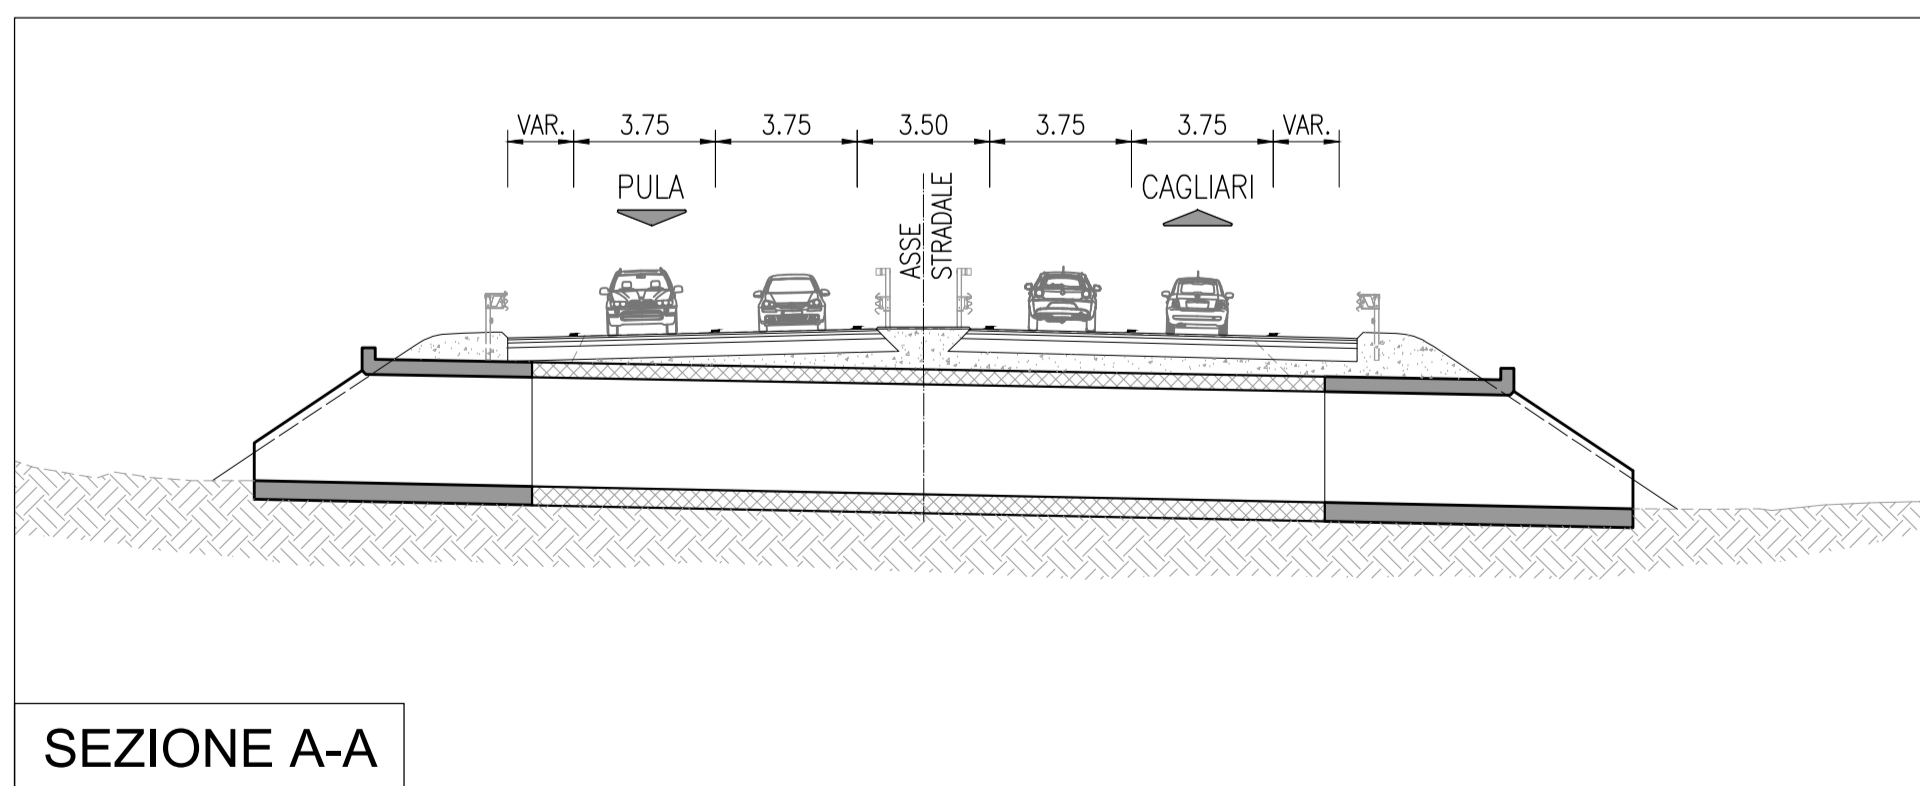 VAR. 3.75 3.75 3.50 3.75 3.75 VAR.
PULA
CAGLIARI
ASSE
STRADALE
SEZIONE A-A